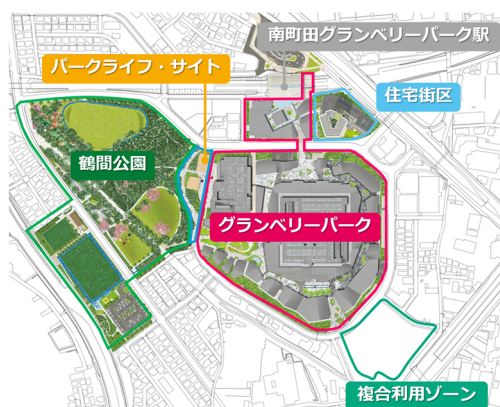 南町田グランベリーパーク駅
パークライフ・サイト
住宅街区
鶴間公園
グランベリーパーク
複合利用ゾーン